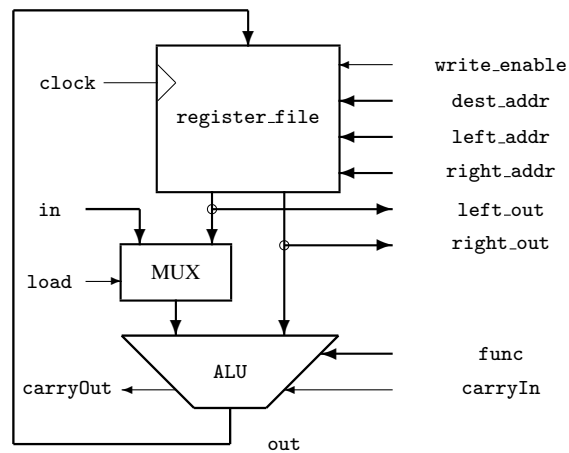 write_enable
clock
dest_addr
register_file
left_addr
right_addr
in
left_out
right_out
MUX
load
func
ALU
carryOut
carryIn
out